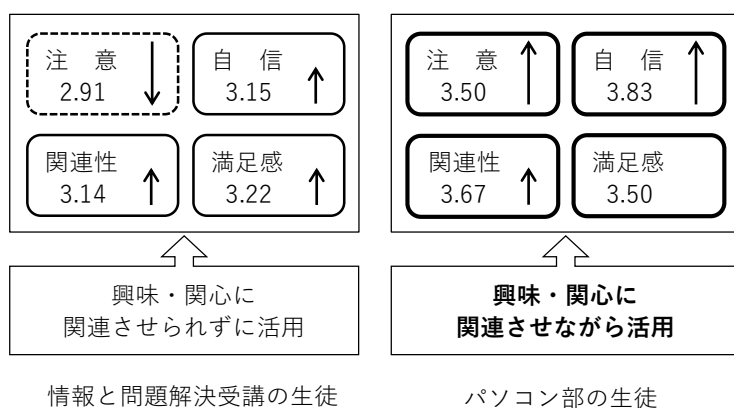 注　意
2.91
自　信
3.15
関連性
3.14
満足感
3.22
興味・関心に
関連させられずに活用
情報と問題解決受講の生徒
注　意
3.50
自　信
3.83
関連性
3.67
満足感
3.50
興味・関心に
関連させながら活用
パソコン部の生徒